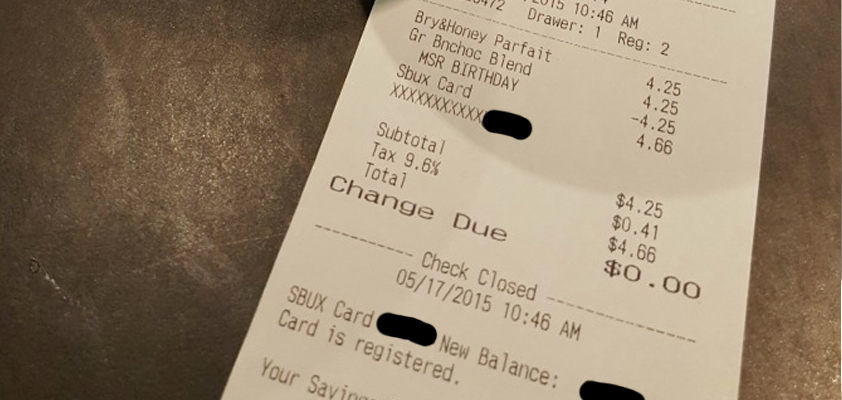 2015 10:46 AM
Drawer: 1 Reg: 2
Bry&Honey Parfait 4.25
Gr Bnchoc Blend 4.25
MSR BIRTHDAY -4.25
Sbux Card 4.66
XXXXXXXXXXXX
Subtotal $4.25
Tax 9.6% $0.41
Total $4.66
Change Due $0.00
Check Closed
05/17/2015 10:46 AM
SBUX Card New Balance:
Card is registered.
Your